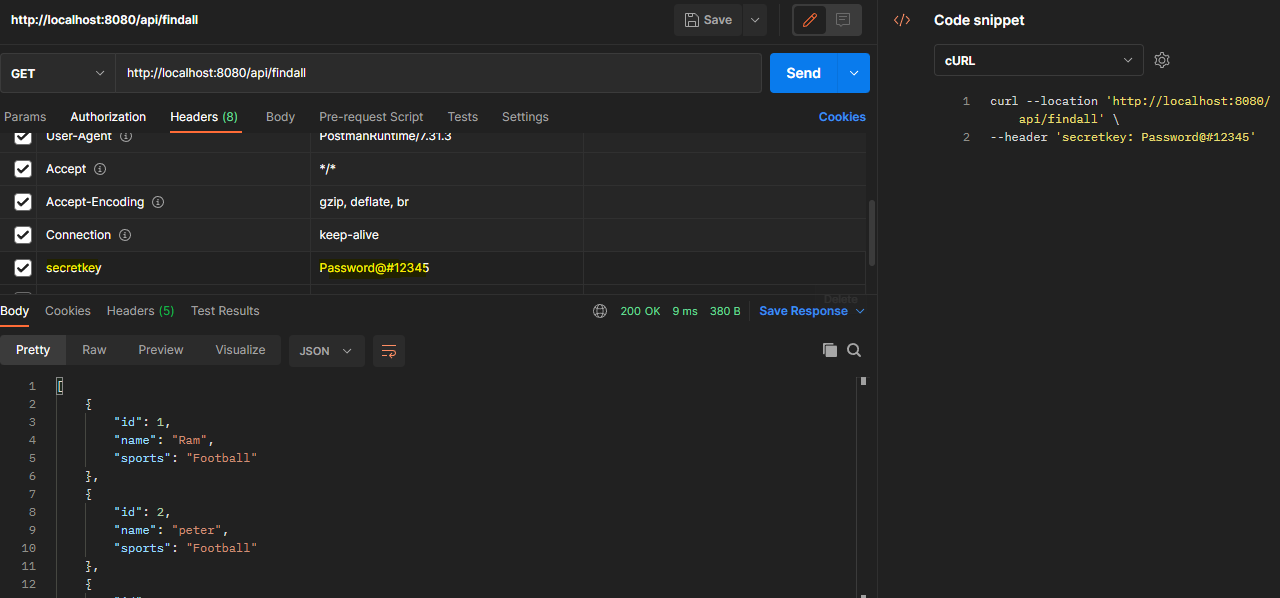 http://localhost:8080/api/findall
Save
GET
http://localhost:8080/api/findall
Send
Params
Authorization
Headers (8)
Body
Pre-request Script
Tests
Settings
Cookies
User-Agent
PostmanRuntime/7.31.3
Accept
*/*
Accept-Encoding
gzip, deflate, br
Connection
keep-alive
secretkey
Password@#12345
Delete
Body
Cookies
Headers (5)
Test Results
200 OK
9 ms
380 B
Save Response
Pretty
Raw
Preview
Visualize
JSON
1 [
2 {
3 "id": 1,
4 "name": "Ram",
5 "sports": "Football"
6 },
7 {
8 "id": 2,
9 "name": "peter",
10 "sports": "Football"
11 },
12 {
</> Code snippet
cURL
1 curl --location 'http://localhost:8080/
api/findall' \
2 --header 'secretkey: Password@#12345'